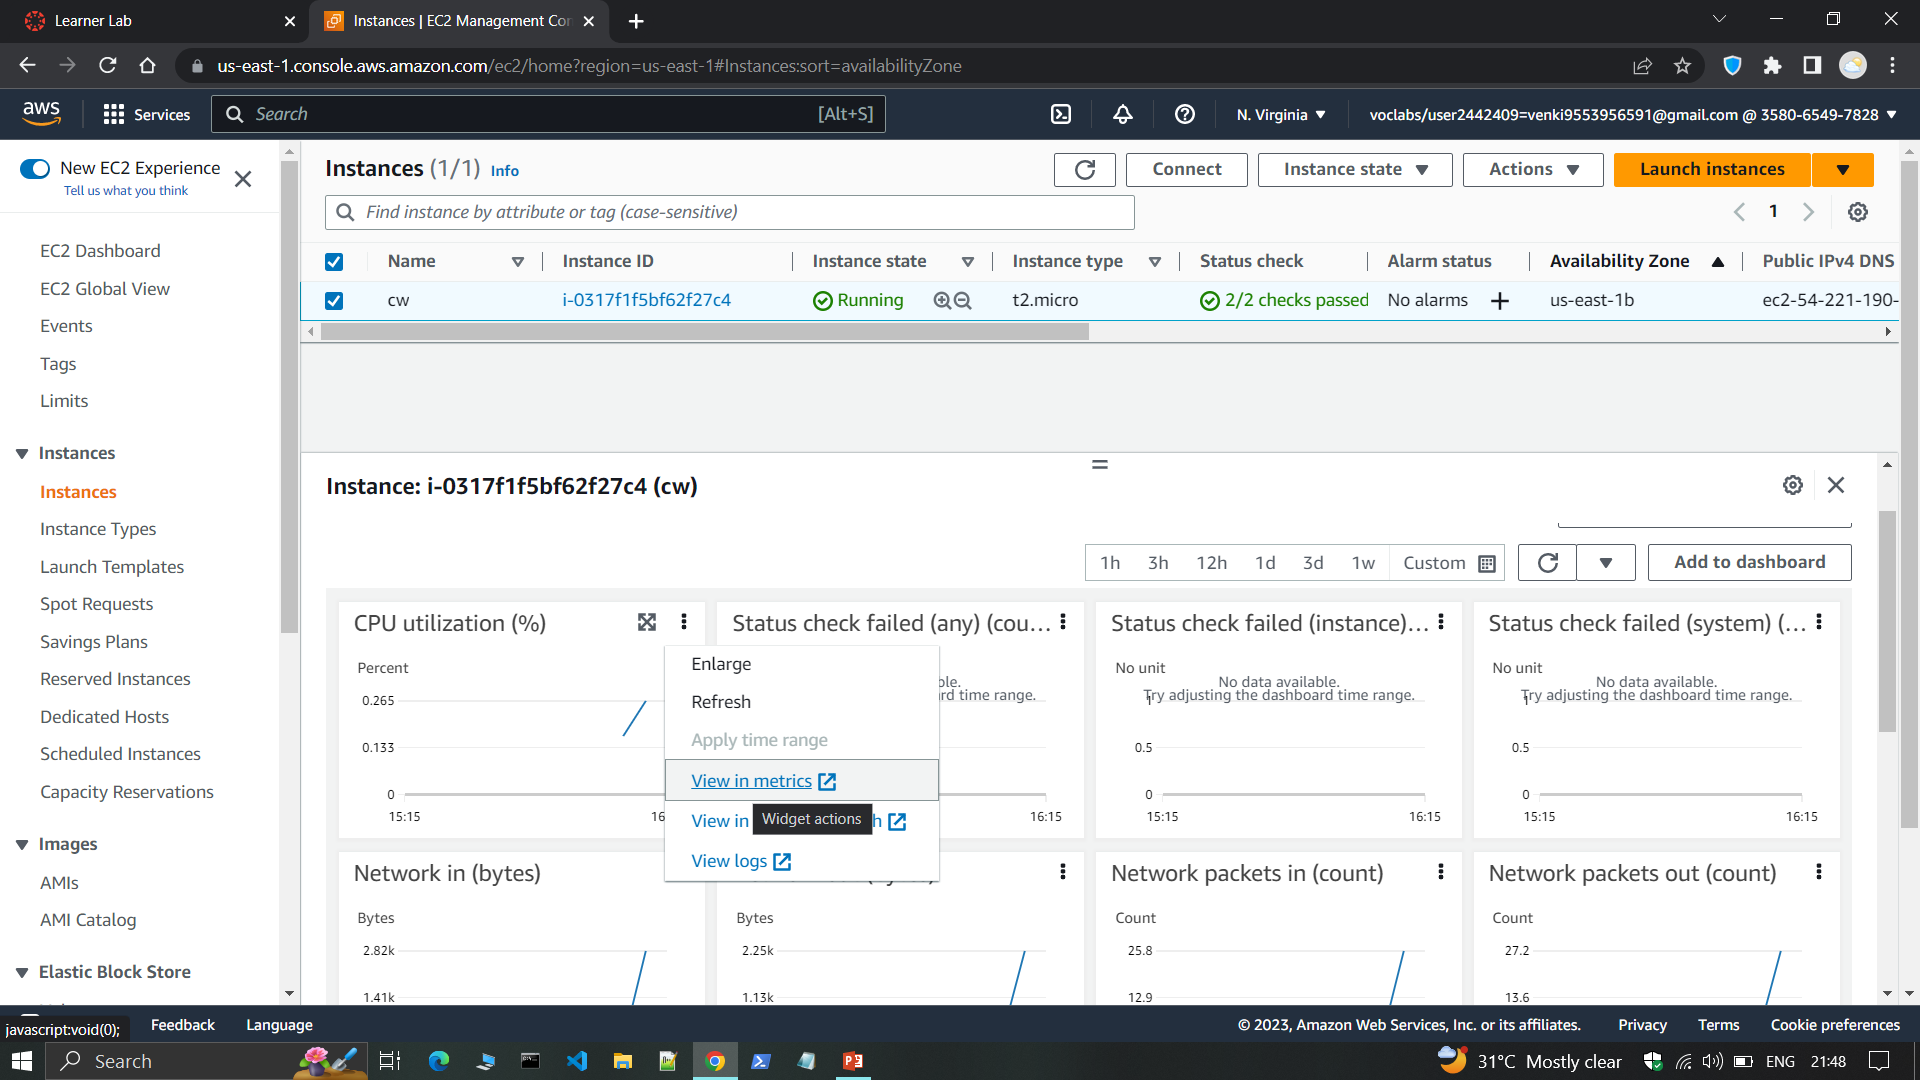 Learner Lab
Instances | EC2 Management Con
us-east-1.console.aws.amazon.com/ec2/home?region=us-east-1#Instances:sort=availabilityZone
aws
Services
Search
[Alt+S]
N. Virginia
voclabs/user2442409=venki9553956591@gmail.com @ 3580-6549-7828
New EC2 Experience
Tell us what you think
EC2 Dashboard
EC2 Global View
Events
Tags
Limits
Instances
Instances
Instance Types
Launch Templates
Spot Requests
Savings Plans
Reserved Instances
Dedicated Hosts
Scheduled Instances
Capacity Reservations
Images
AMIs
AMI Catalog
Elastic Block Store
Instances (1/1) Info
Connect
Instance state
Actions
Launch instances
Find instance by attribute or tag (case-sensitive)
1
Name Instance ID Instance state Instance type Status check Alarm status Availability Zone Public IPv4 DNS
cw i-0317f1f5bf62f27c4 Running t2.micro 2/2 checks passed No alarms us-east-1b ec2-54-221-190-
Instance: i-0317f1f5bf62f27c4 (cw)
1h 3h 12h 1d 3d 1w Custom
Add to dashboard
CPU utilization (%)
Percent
0.265
0.133
0
15:15 16
Enlarge
Refresh
Apply time range
View in metrics
View in h
Widget actions
View logs
Status check failed (any) (cou...
le.
rd time range.
16:15
Status check failed (instance)...
No unit
No data available.
Try adjusting the dashboard time range.
1
0.5
0
15:15 16:15
Status check failed (system) (...
No unit
No data available.
Try adjusting the dashboard time range.
1
0.5
0
15:15 16:15
Network in (bytes)
Bytes
2.82k
1.41k
Bytes
2.25k
1.13k
Network packets in (count)
Count
25.8
12.9
Network packets out (count)
Count
27.2
13.6
javascript:void(0);
Feedback
Language
© 2023, Amazon Web Services, Inc. or its affiliates.
Privacy
Terms
Cookie preferences
Search
31°C Mostly clear
ENG
21:48